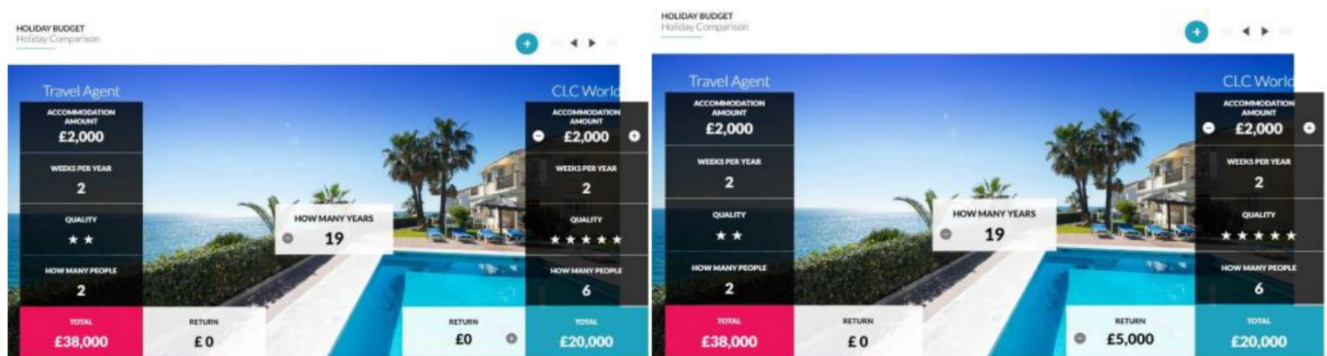 HOLIDAY BUDGET
Holiday Comparison
+
Travel Agent
CLC World
ACCOMMODATION
AMOUNT
£2,000
ACCOMMODATION
AMOUNT
£2,000
WEEKS PER YEAR
2
WEEKS PER YEAR
2
QUALITY
QUALITY
HOW MANY YEARS
19
HOW MANY PEOPLE
2
HOW MANY PEOPLE
6
TOTAL
£38,000
RETURN
£0
RETURN
£0
TOTAL
£20,000
HOLIDAY BUDGET
Holiday Comparison
+
Travel Agent
CLC World
ACCOMMODATION
AMOUNT
£2,000
ACCOMMODATION
AMOUNT
£2,000
WEEKS PER YEAR
2
WEEKS PER YEAR
2
QUALITY
QUALITY
HOW MANY YEARS
19
HOW MANY PEOPLE
2
HOW MANY PEOPLE
6
TOTAL
£38,000
RETURN
£0
RETURN
£5,000
TOTAL
£20,000